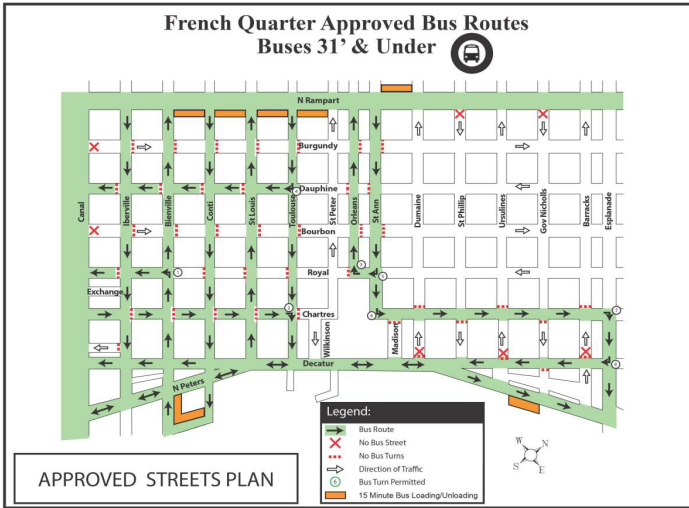 French Quarter Approved Bus Routes
Buses 31’ & Under
N Rampart
Burgundy
Dauphine
Canal
Iberville
Bienville
Conti
St Louis
Toulouse
St Peter
Orleans
St Ann
Dumaine
St Phillip
Ursulines
Gov Nicholls
Barracks
Esplanade
Bourbon
Royal
Exchange
Chartres
Wilkinson
Madison
Decatur
N Peters
Legend:
Bus Route
No Bus Street
No Bus Turns
Direction of Traffic
6 Bus Turn Permitted
15 Minute Bus Loading/Unloading
W N
S E
APPROVED STREETS PLAN